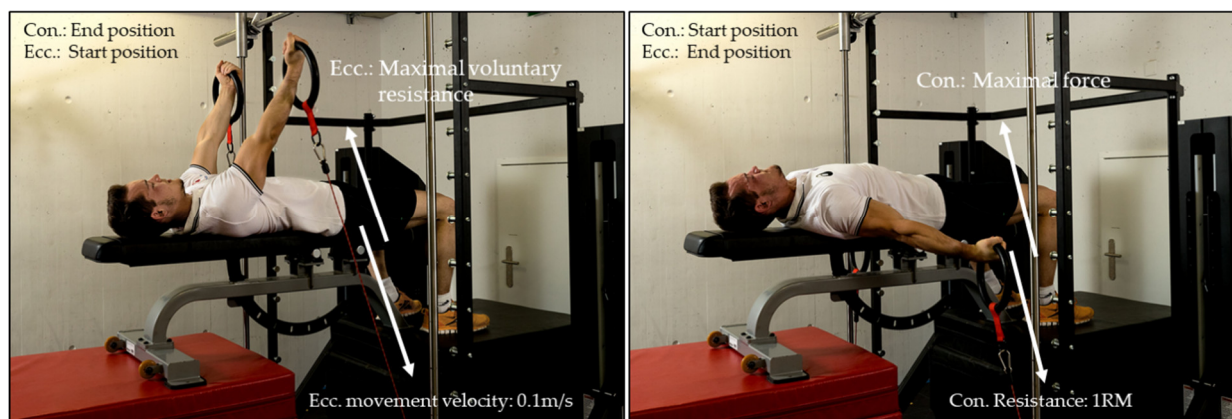 Con.: End position
Ecc.: Start position
Ecc.: Maximal voluntary
resistance
Ecc. movement velocity: 0.1m/s
Con.: Start position
Ecc.: End position
Con.: Maximal force
Con. Resistance: 1RM